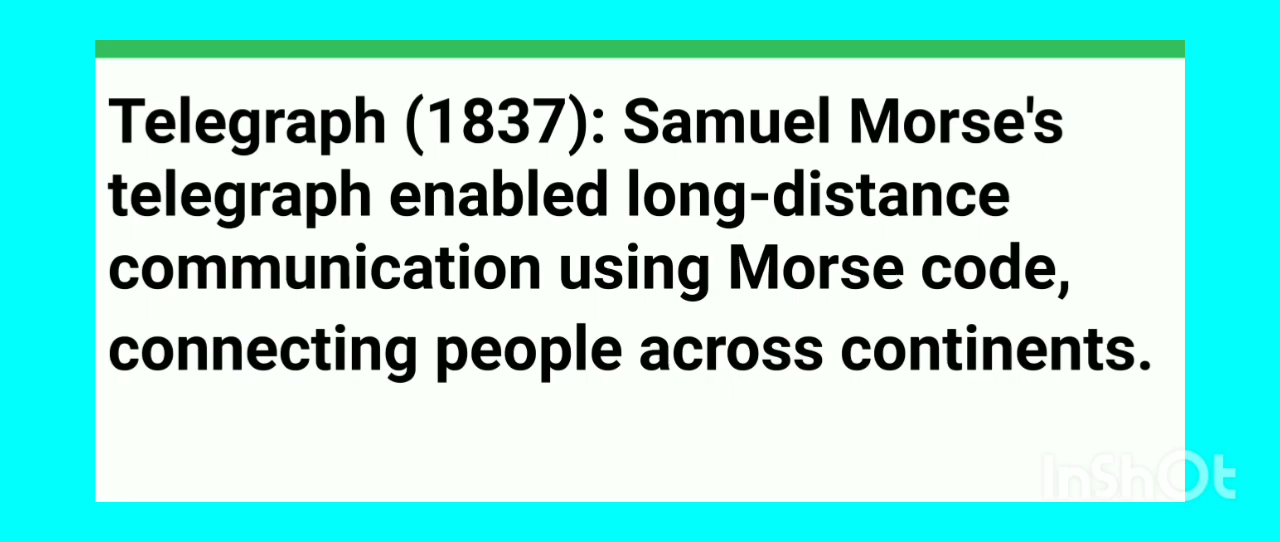 Telegraph (1837): Samuel Morse's
telegraph enabled long-distance
communication using Morse code,
connecting people across continents.
InShOt